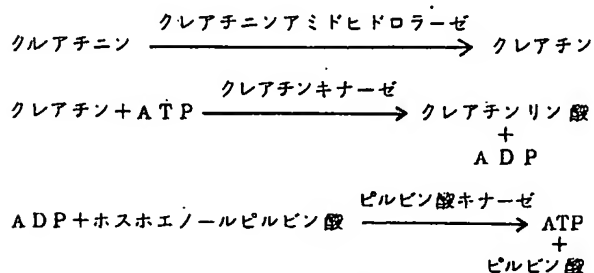 クレアチニンアミドヒドロラーゼ
クルアチニン クレアチン
クレアチンキナーゼ
クレアチン+ATP クレアチンリン酸
+
ADP
ピルビン酸キナーゼ
ADP+ホスホエノールピルビン酸 ATP
+
ピルビン酸